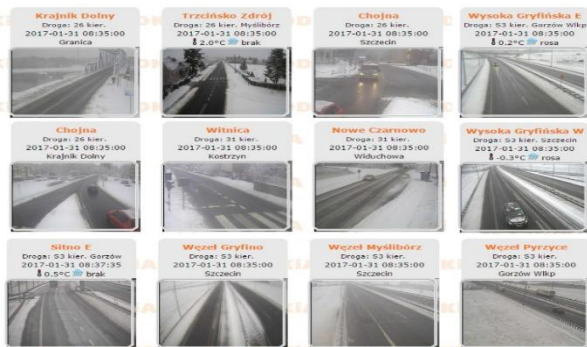 Krajnik Dolny
Droga: 26 kier.
2017-01-31 08:35:00
Granica
Trzcińsko Zdrój
Droga: 26 kier. Myślibórz
2017-01-31 08:35:00
2.0°C brak
Chojna
Droga: 26 kier.
2017-01-31 08:35:00
Szczecin
Wysoka Gryfińska E
Droga: S3 kier. Gorzów Wlkp
2017-01-31 08:35:00
0.2°C rosa
Chojna
Droga: 26 kier.
2017-01-31 08:35:00
Krajnik Dolny
Witnica
Droga: 31 kier.
2017-01-31 08:35:00
Kostrzyn
Nowe Czarnowo
Droga: 31 kier.
2017-01-31 08:35:00
Widuchowa
Wysoka Gryfińska W
Droga: S3 kier. Szczecin
2017-01-31 08:35:00
-0.3°C rosa
Sitno E
Droga: S3 kier. Gorzów
2017-01-31 08:37:35
0.5°C brak
Węzeł Gryfino
Droga: S3 kier.
2017-01-31 08:35:00
Szczecin
Węzeł Myślibórz
Droga: S3 kier.
2017-01-31 08:35:00
Szczecin
Węzeł Pyrzyce
Droga: S3 kier.
2017-01-31 08:35:00
Gorzów Wlkp